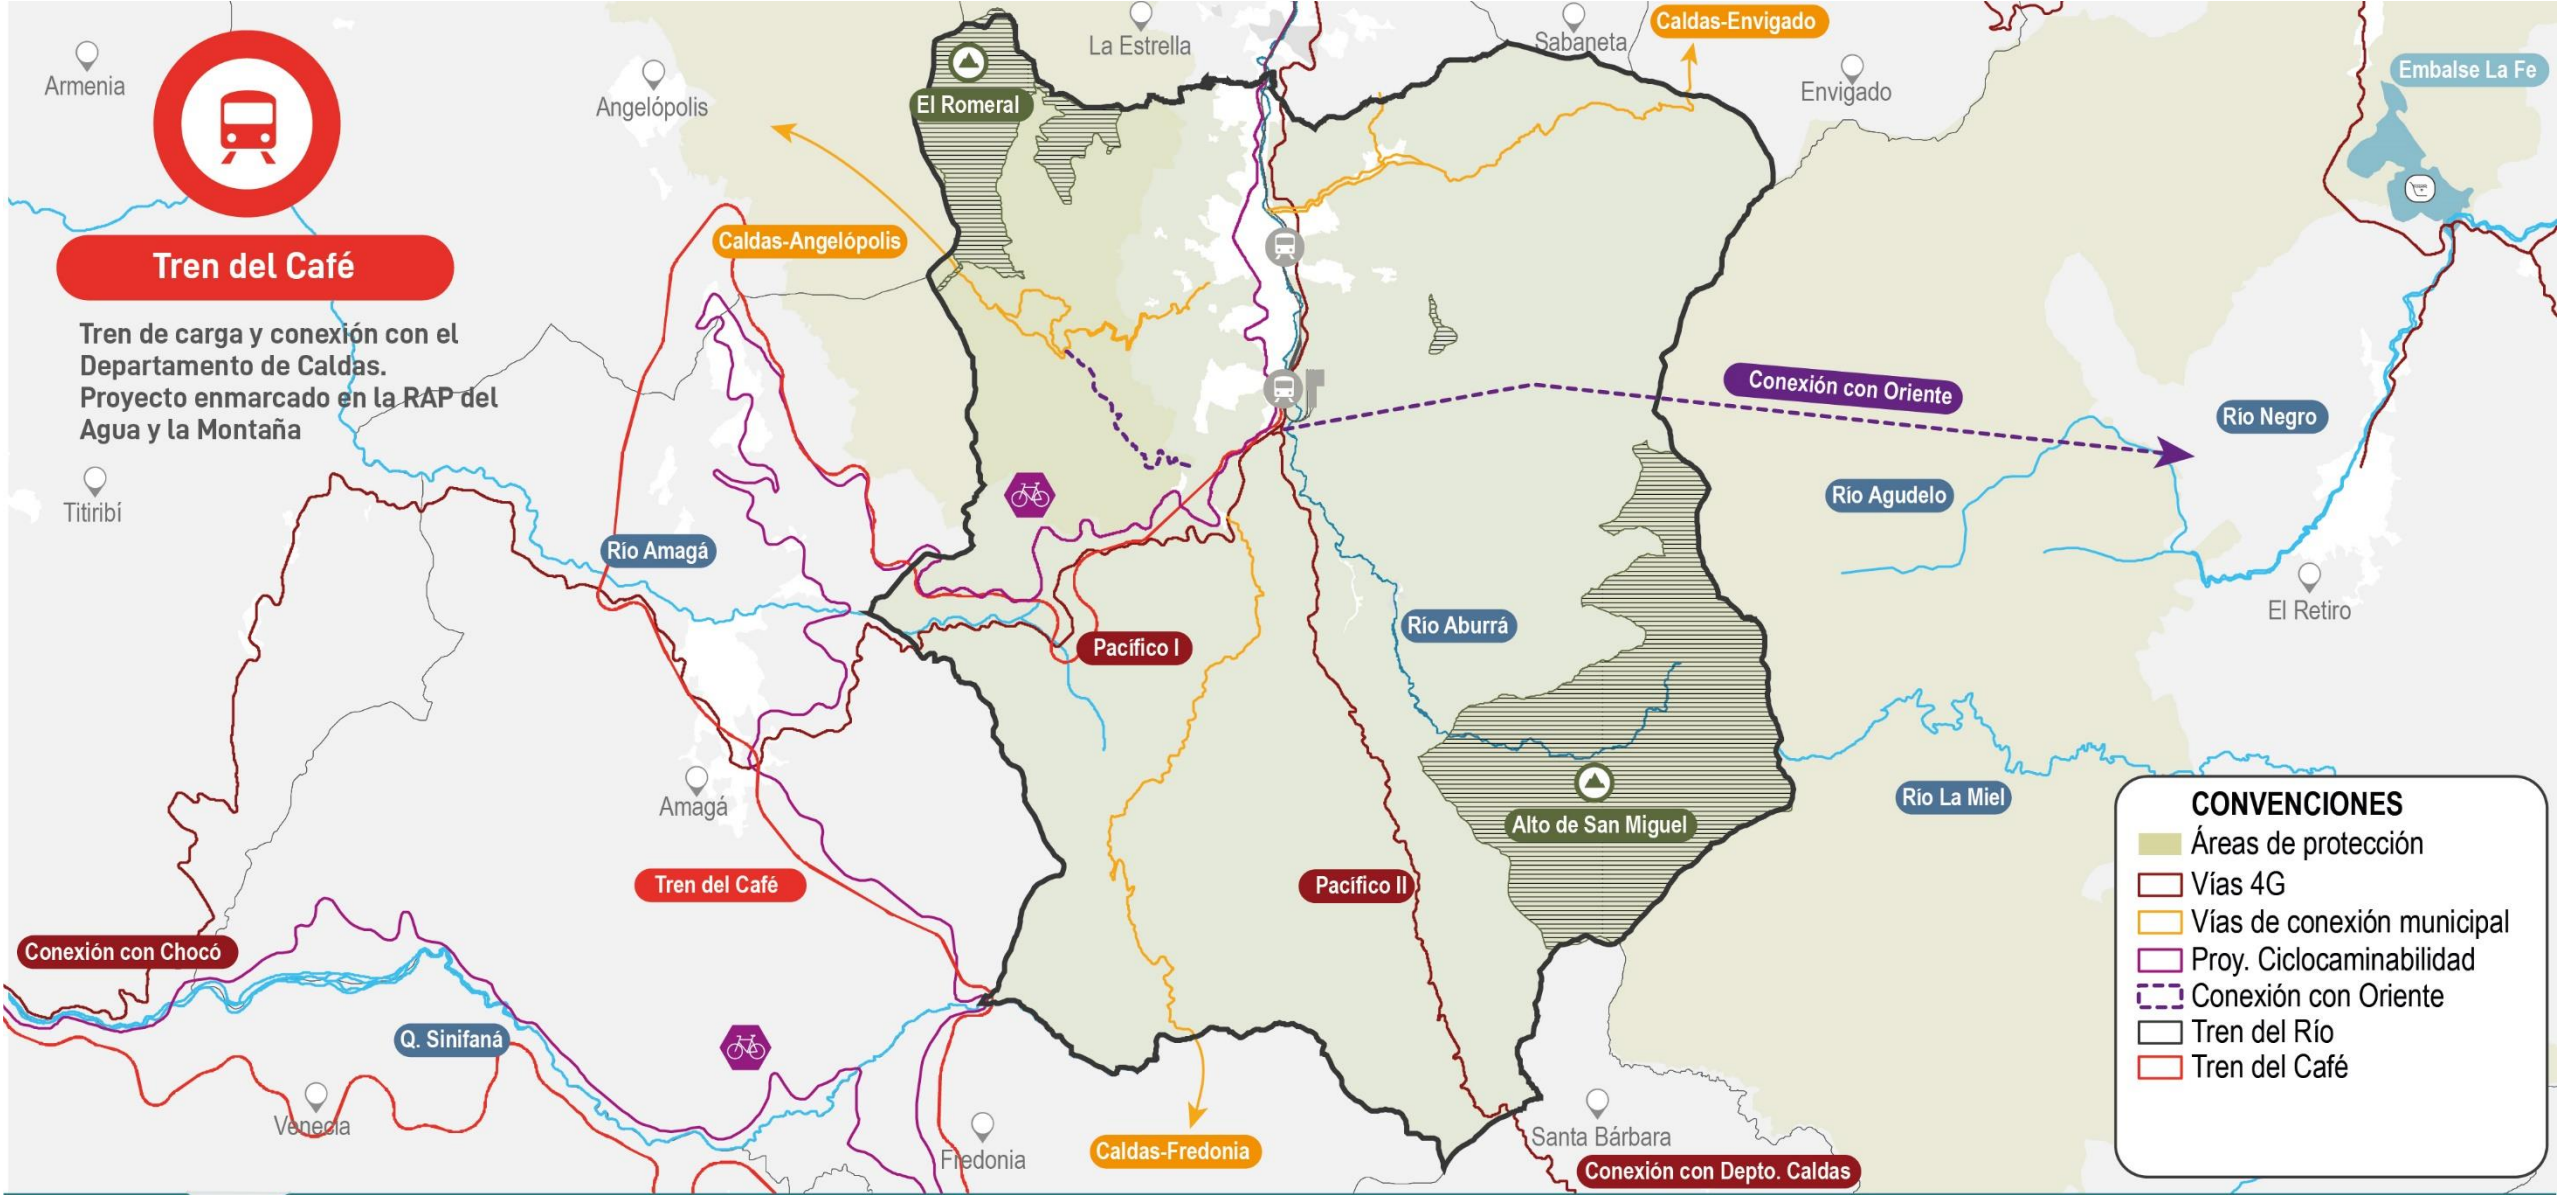 Armenia
Angelópolis
La Estrella
Sabaneta
Caldas-Envigado
Envigado
Embalse La Fe
El Romeral
Caldas-Angelópolis
Tren del Café
Tren de carga y conexión con el
Departamento de Caldas.
Proyecto enmarcado en la RAP del
Agua y la Montaña
Conexión con Oriente
Río Negro
Titiribí
Río Agudelo
Río Amagá
El Retiro
Río Aburrá
Pacífico I
Amagá
Río La Miel
Alto de San Miguel
Tren del Café
Pacífico II
Conexión con Chocó
Q. Sinifaná
Venecia
Fredonia
Caldas-Fredonia
Santa Bárbara
Conexión con Depto. Caldas
CONVENCIONES
Áreas de protección
Vías 4G
Vías de conexión municipal
Proy. Ciclocaminabilidad
Conexión con Oriente
Tren del Río
Tren del Café